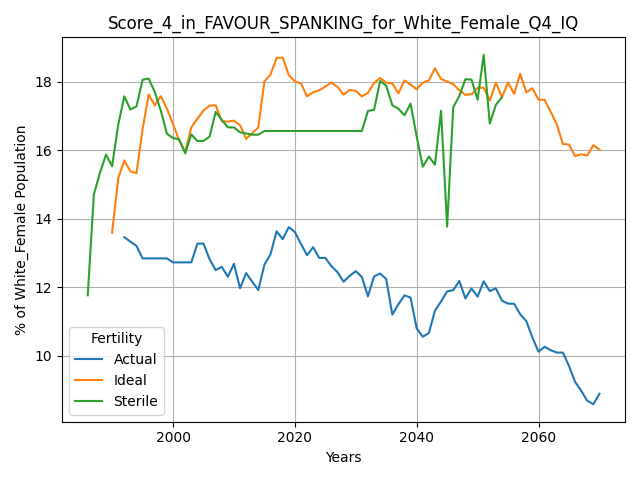 Score_4_in_FAVOUR_SPANKING_for_White_Female_Q4_IQ
% of White_Female Population
18
16
14
12
10
Fertility
Actual
Ideal
Sterile
2000
2020
2040
2060
Years